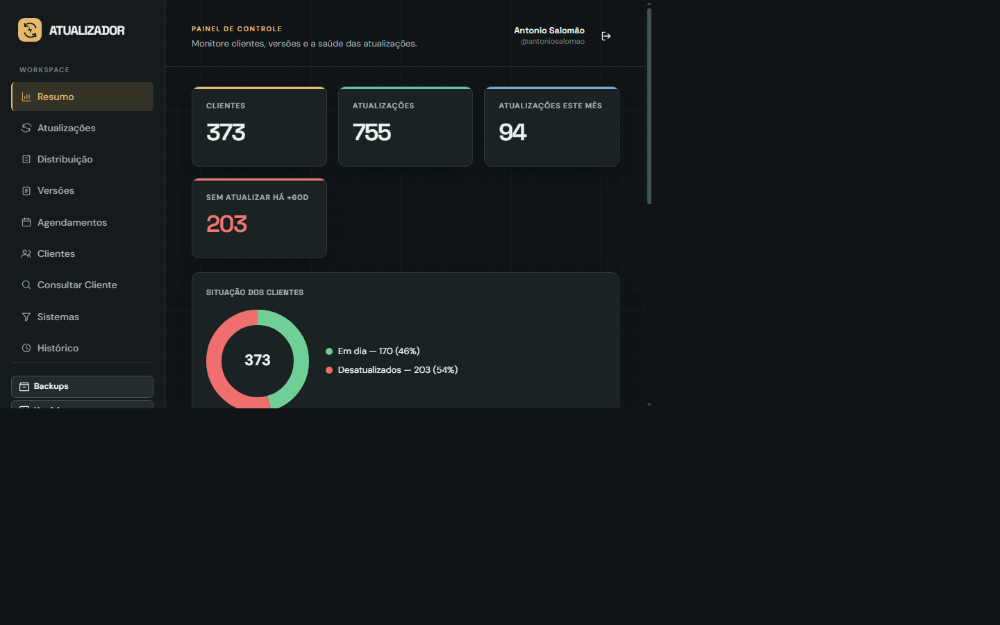 ATUALIZADOR
WORKSPACE
Resumo
Atualizações
Distribuição
Versões
Agendamentos
Clientes
Consultar Cliente
Sistemas
Histórico
Backups
PAINEL DE CONTROLE
Monitore clientes, versões e a saúde das atualizações.
Antonio Salomão
@antoniosalomao
CLIENTES
373
ATUALIZAÇÕES
755
ATUALIZAÇÕES ESTE MÊS
94
SEM ATUALIZAR HÁ +60D
203
SITUAÇÃO DOS CLIENTES
373
Em dia — 170 (46%)
Desatualizados — 203 (54%)